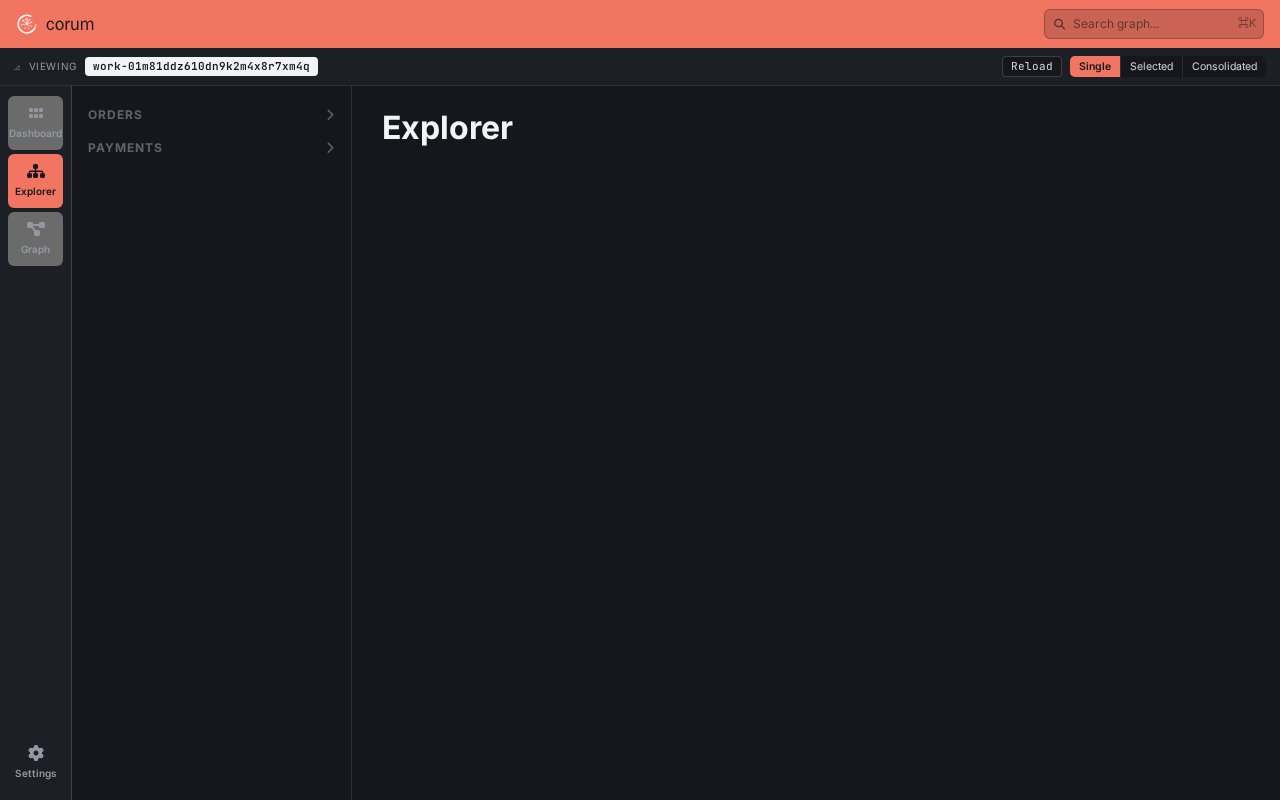 corum
Search graph... ⌘K
VIEWING work-01m81ddz610dn9k2m4x8r7xm4q
Reload Single Selected Consolidated
Dashboard
Explorer
Graph
Settings
ORDERS
PAYMENTS
Explorer